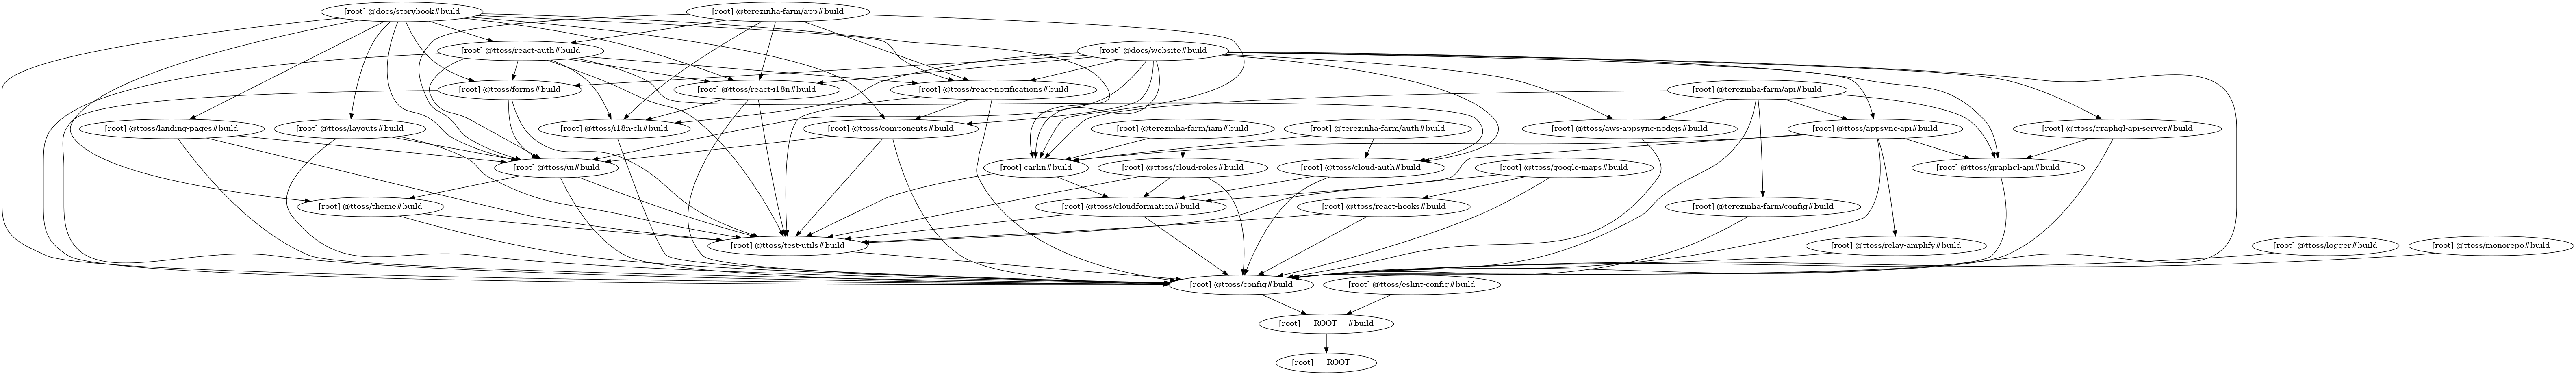 [root] @docs/storybook#build
[root] @terezinha-farm/app#build
[root] @ttoss/react-auth#build
[root] @docs/website#build
[root] @ttoss/forms#build
[root] @ttoss/react-i18n#build
[root] @ttoss/react-notifications#build
[root] @terezinha-farm/api#build
[root] @ttoss/landing-pages#build
[root] @ttoss/layouts#build
[root] @ttoss/i18n-cli#build
[root] @ttoss/components#build
[root] @terezinha-farm/iam#build
[root] @terezinha-farm/auth#build
[root] @ttoss/aws-appsync-nodejs#build
[root] @ttoss/appsync-api#build
[root] @ttoss/graphql-api-server#build
[root] @ttoss/ui#build
[root] carlin#build
[root] @ttoss/cloud-roles#build
[root] @ttoss/cloud-auth#build
[root] @ttoss/google-maps#build
[root] @ttoss/graphql-api#build
[root] @ttoss/theme#build
[root] @ttoss/cloudformation#build
[root] @ttoss/react-hooks#build
[root] @terezinha-farm/config#build
[root] @ttoss/test-utils#build
[root] @ttoss/relay-amplify#build
[root] @ttoss/logger#build
[root] @ttoss/monorepo#build
[root] @ttoss/config#build
[root] @ttoss/eslint-config#build
[root] ___ROOT___#build
[root] ___ROOT___